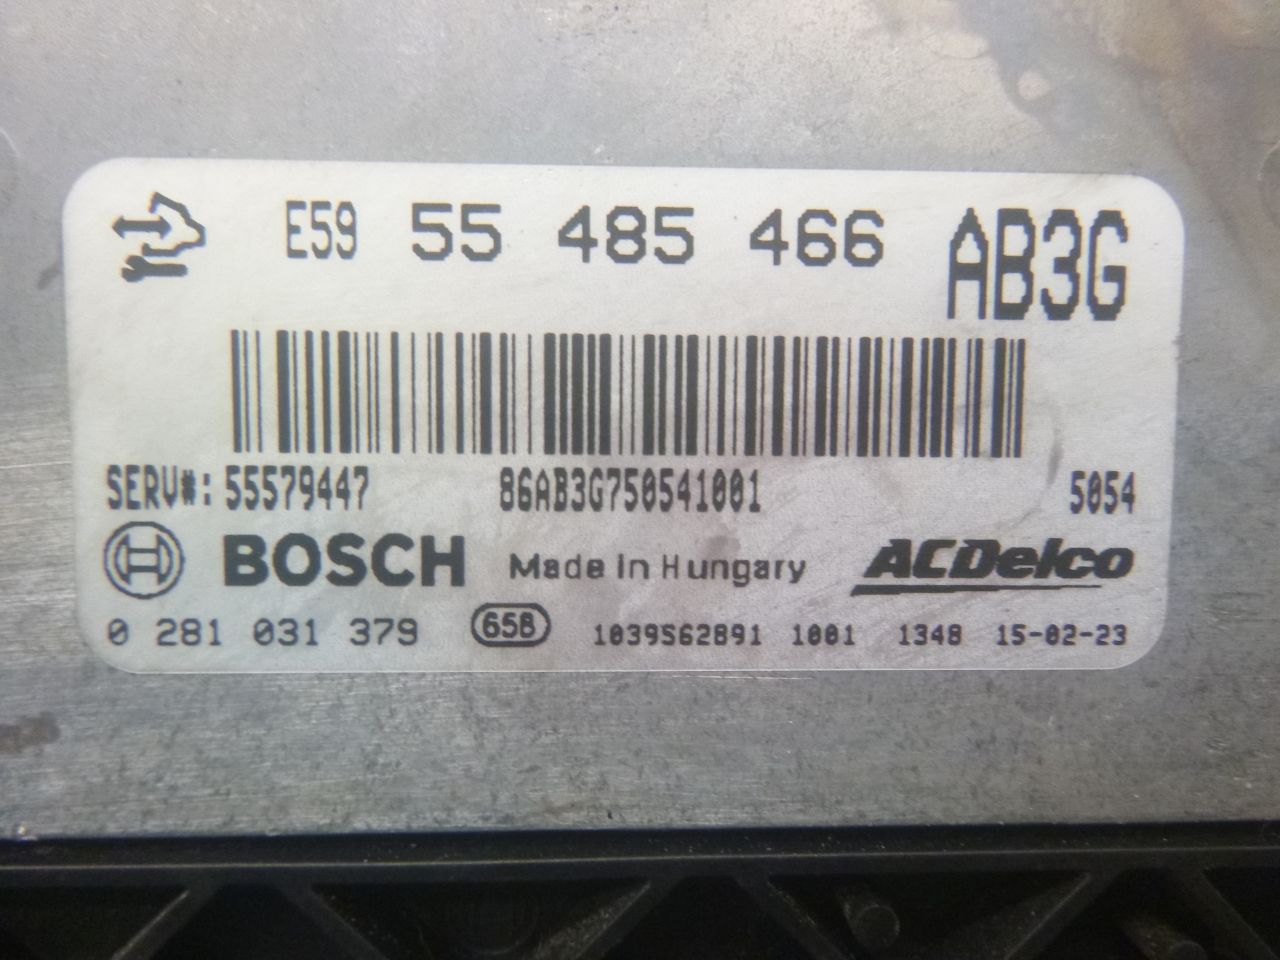 E59 55 485 466 AB3G
SERV#: 55579447 86AB3G750541001 5054
BOSCH Made in Hungary ACDelco
0 281 031 379 65B 1039S62891 1001 1348 15-02-23